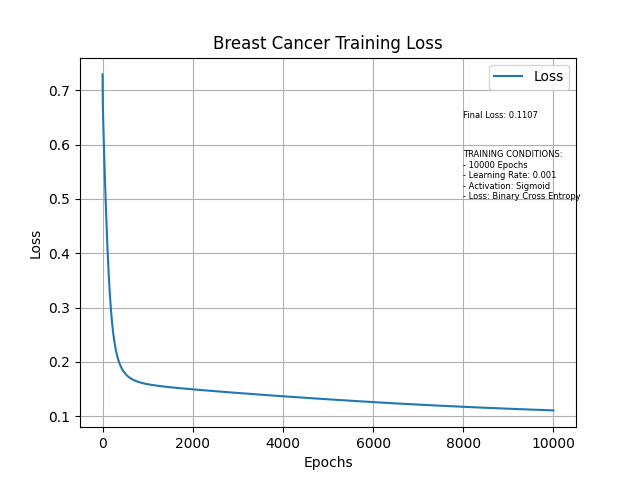 Breast Cancer Training Loss
Loss
Final Loss: 0.1107
TRAINING CONDITIONS:
- 10000 Epochs
- Learning Rate: 0.001
- Activation: Sigmoid
- Loss: Binary Cross Entropy
0.7
0.6
0.5
0.4
0.3
0.2
0.1
Loss
0 2000 4000 6000 8000 10000
Epochs